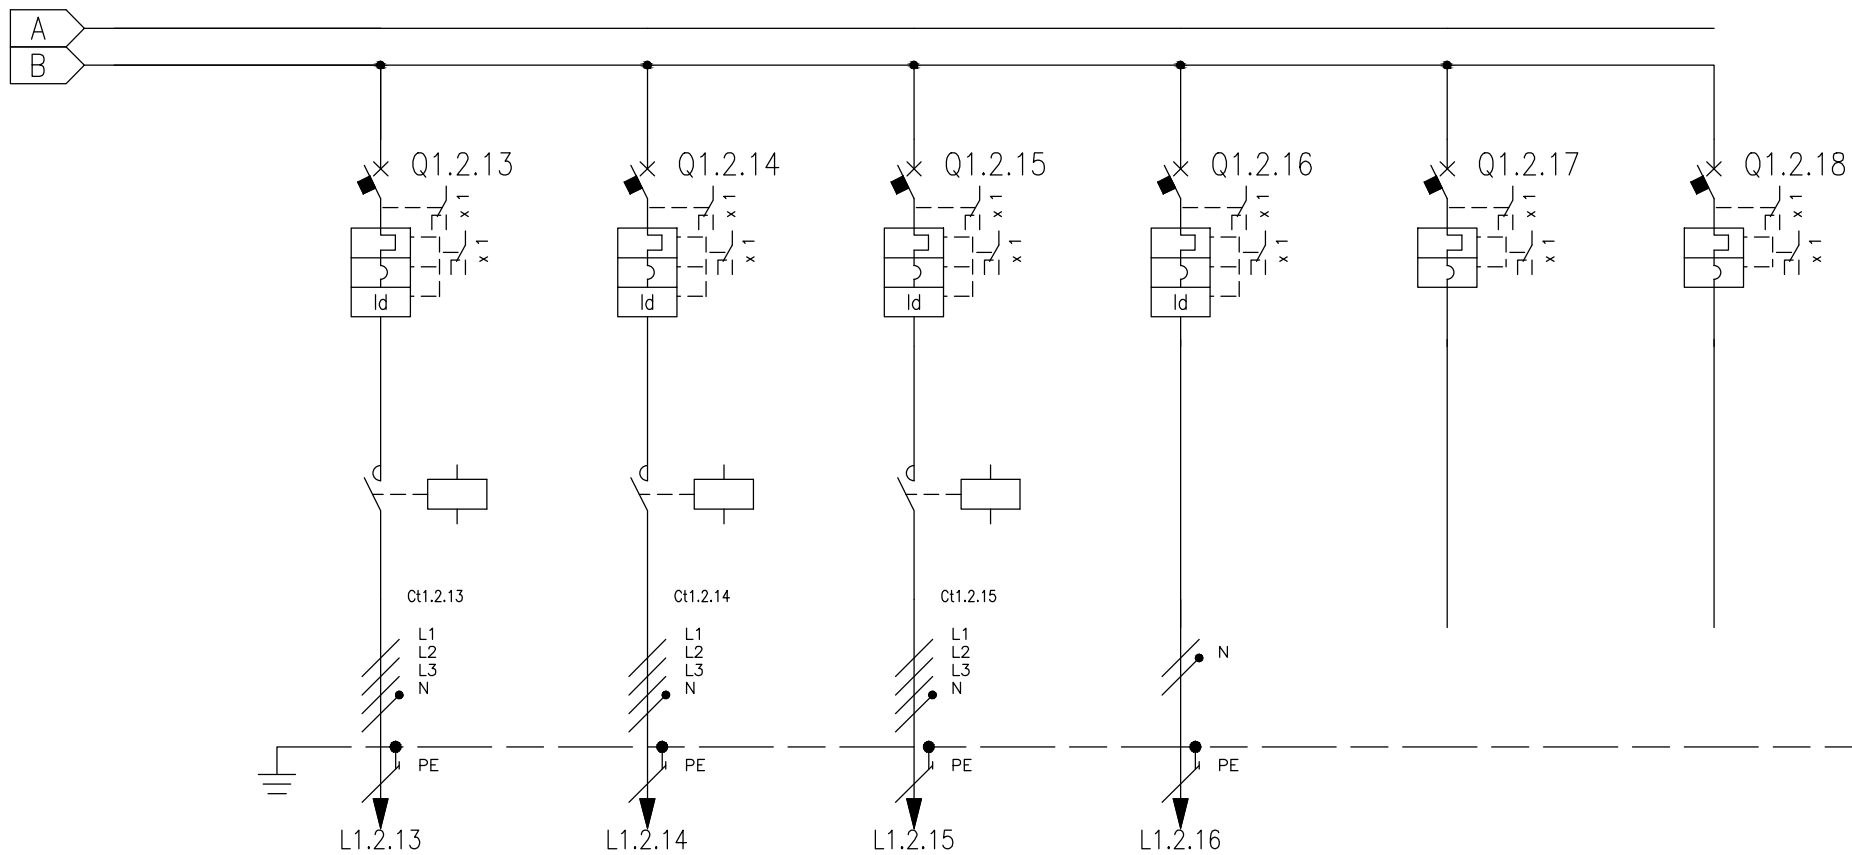 A
B
Q1.2.13 Q1.2.14 Q1.2.15 Q1.2.16 Q1.2.17 Q1.2.18
x 1 x 1 x 1 x 1 x 1 x 1
x 1 x 1 x 1 x 1 x 1 x 1
Id Id Id Id
Ct1.2.13 Ct1.2.14 Ct1.2.15
L1 L1 L1
L2 L2 L2 N
L3 L3 L3
N N N
PE PE PE PE
L1.2.13 L1.2.14 L1.2.15 L1.2.16